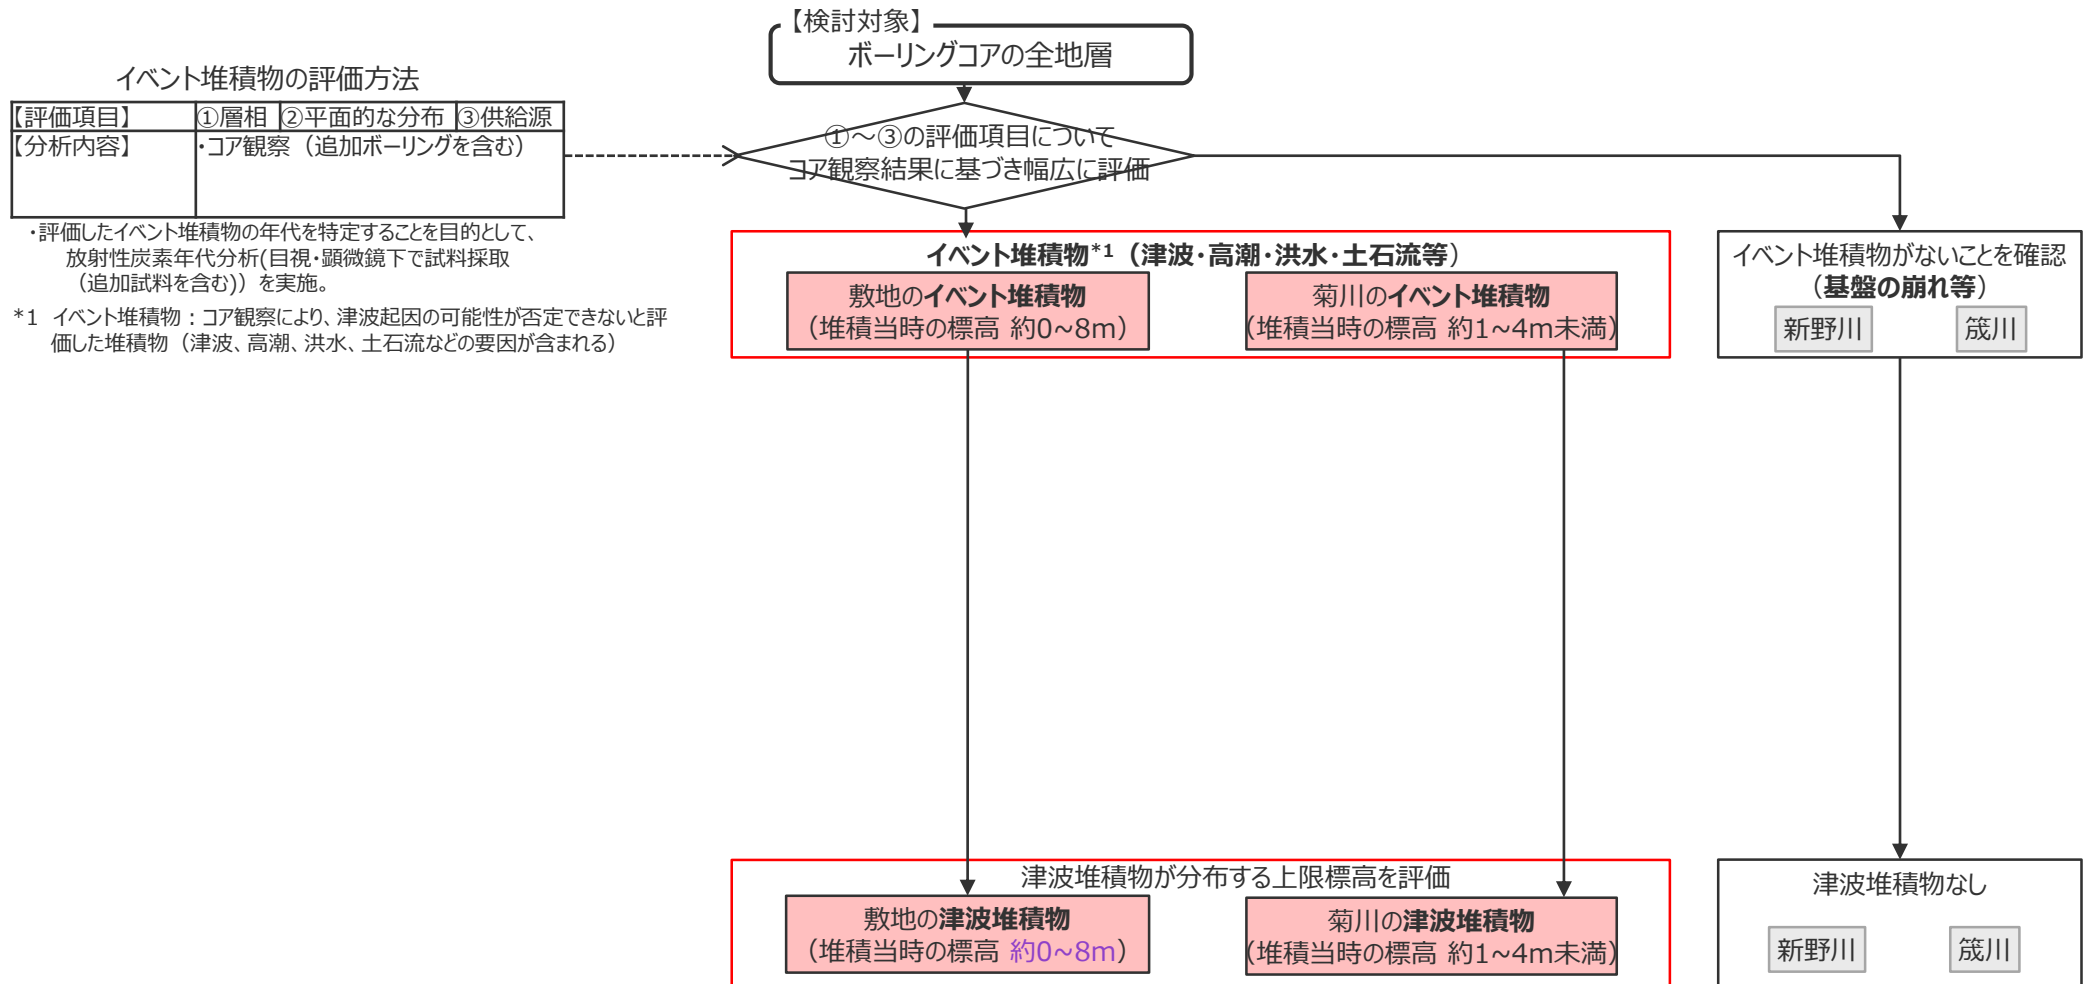 【検討対象】
ボーリングコアの全地層
イベント堆積物の評価方法
【評価項目】 ①層相 ②平面的な分布 ③供給源
【分析内容】 ・コア観察（追加ボーリングを含む）
・評価したイベント堆積物の年代を特定することを目的として、
放射性炭素年代分析(目視・顕微鏡下で試料採取
（追加試料を含む)）を実施。
*1 イベント堆積物：コア観察により、津波起因の可能性が否定できないと評
価した堆積物（津波、高潮、洪水、土石流などの要因が含まれる）
①～③の評価項目について
コア観察結果に基づき幅広に評価
イベント堆積物*1（津波・高潮・洪水・土石流等）
敷地のイベント堆積物
（堆積当時の標高 約0~8m）
菊川のイベント堆積物
（堆積当時の標高 約1~4m未満）
イベント堆積物がないことを確認
（基盤の崩れ等）
新野川 筬川
津波堆積物が分布する上限標高を評価
敷地の津波堆積物
（堆積当時の標高 約0~8m）
菊川の津波堆積物
（堆積当時の標高 約1~4m未満）
津波堆積物なし
新野川 筬川